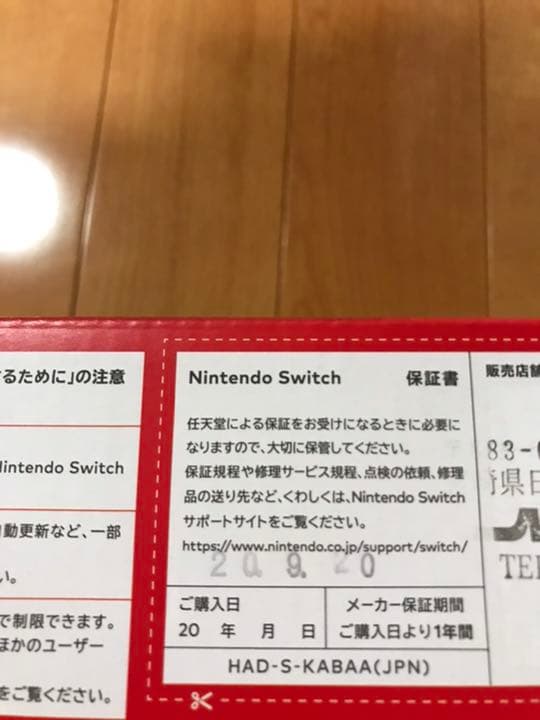 るために」の注意
Nintendo Switch
自動更新など、一部
い。
で制限できます。
ほかのユーザー
をご覧ください。
Nintendo Switch 保証書
任天堂による保証をお受けになるときに必要に
なりますので、大切に保管してください。
保証規程や修理サービス規程、点検の依頼、修理
品の送り先など、くわしくは、Nintendo Switch
サポートサイトをご覧ください。
https://www.nintendo.co.jp/support/switch/
20. 9. 20
ご購入日
20 年 月 日
メーカー保証期間
ご購入日より1年間
HAD-S-KABAA(JPN)
販売店舗
83-
県日
TE